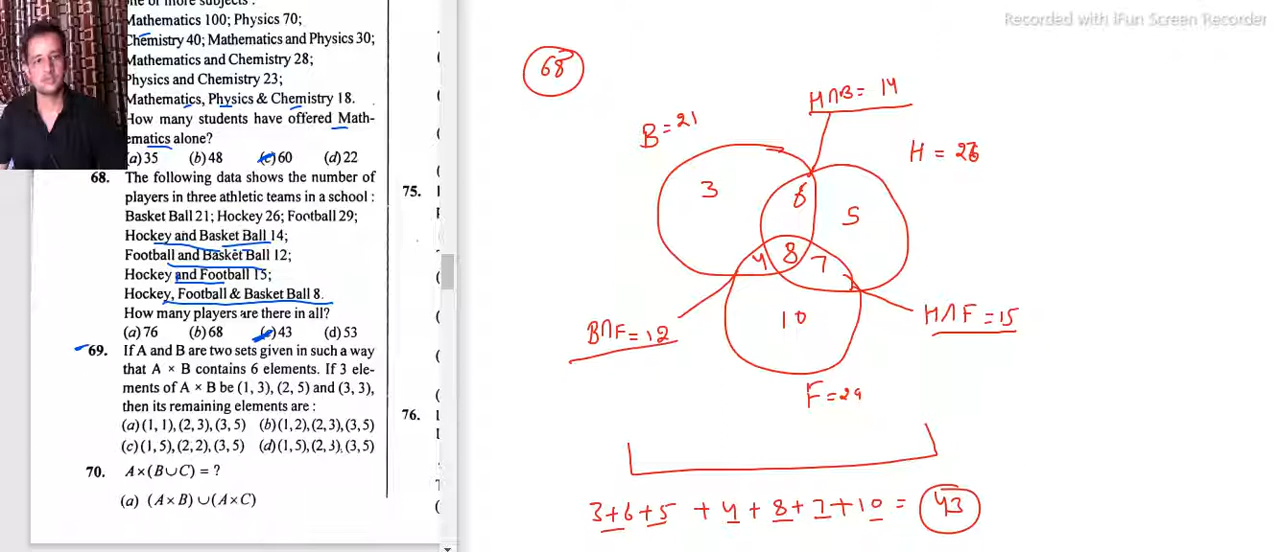 one or more subjects :
Mathematics 100; Physics 70;
Chemistry 40; Mathematics and Physics 30;
Mathematics and Chemistry 28;
Physics and Chemistry 23;
Mathematics, Physics & Chemistry 18.
How many students have offered Math-
ematics alone?
(a) 35 (b) 48 (c) 60 (d) 22
68. The following data shows the number of
players in three athletic teams in a school :
Basket Ball 21; Hockey 26; Football 29;
Hockey and Basket Ball 14;
Football and Basket Ball 12;
Hockey and Football 15;
Hockey, Football & Basket Ball 8.
How many players are there in all?
(a) 76 (b) 68 (c) 43 (d) 53
69. If A and B are two sets given in such a way
that A × B contains 6 elements. If 3 ele-
ments of A × B be (1, 3), (2, 5) and (3, 3),
then its remaining elements are :
(a) (1, 1), (2, 3), (3, 5) (b) (1, 2), (2, 3), (3, 5)
(c) (1, 5), (2, 2), (3, 5) (d) (1, 5), (2, 3), (3, 5)
70. A×(B∪C) = ?
(a) (A×B)∪(A×C)
75.
76.
Recorded with iFun Screen Recorder
68
H∩B = 14
B = 21
H = 26
3
6
5
4
8
7
10
B∩F = 12
H∩F = 15
F = 29
3+6+5 + 4 + 8 + 7 + 10 = 43